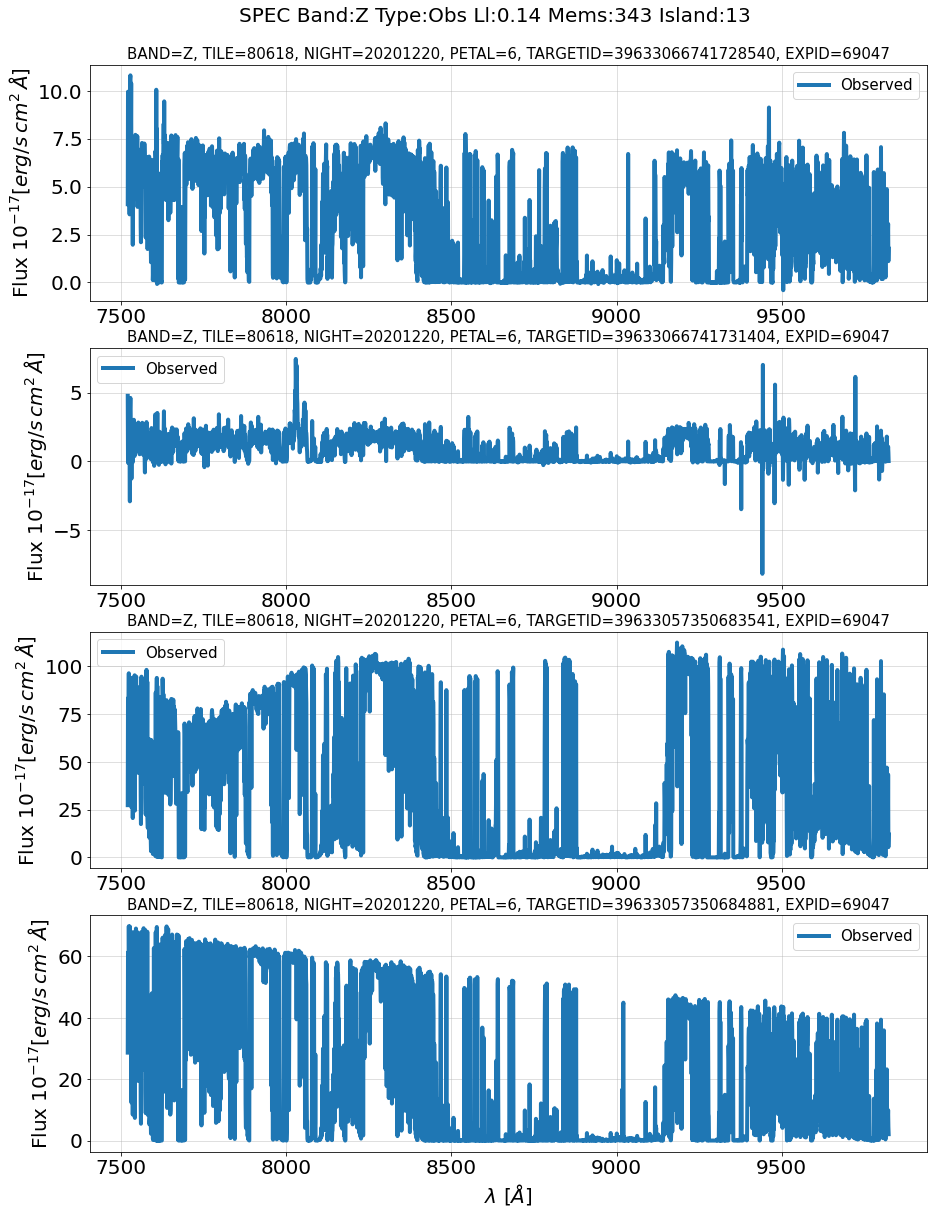 SPEC Band:Z Type:Obs Ll:0.14 Mems:343 Island:13
BAND=Z, TILE=80618, NIGHT=20201220, PETAL=6, TARGETID=39633066741728540, EXPID=69047
Observed
10.0
7.5
5.0
2.5
0.0
Flux 10^{-17}[erg/s cm^2 Å]
7500 8000 8500 9000 9500
BAND=Z, TILE=80618, NIGHT=20201220, PETAL=6, TARGETID=39633066741731404, EXPID=69047
Observed
5
0
−5
Flux 10^{-17}[erg/s cm^2 Å]
7500 8000 8500 9000 9500
BAND=Z, TILE=80618, NIGHT=20201220, PETAL=6, TARGETID=39633057350683541, EXPID=69047
Observed
100
75
50
25
0
Flux 10^{-17}[erg/s cm^2 Å]
7500 8000 8500 9000 9500
BAND=Z, TILE=80618, NIGHT=20201220, PETAL=6, TARGETID=39633057350684881, EXPID=69047
Observed
60
40
20
0
Flux 10^{-17}[erg/s cm^2 Å]
7500 8000 8500 9000 9500
λ [Å]